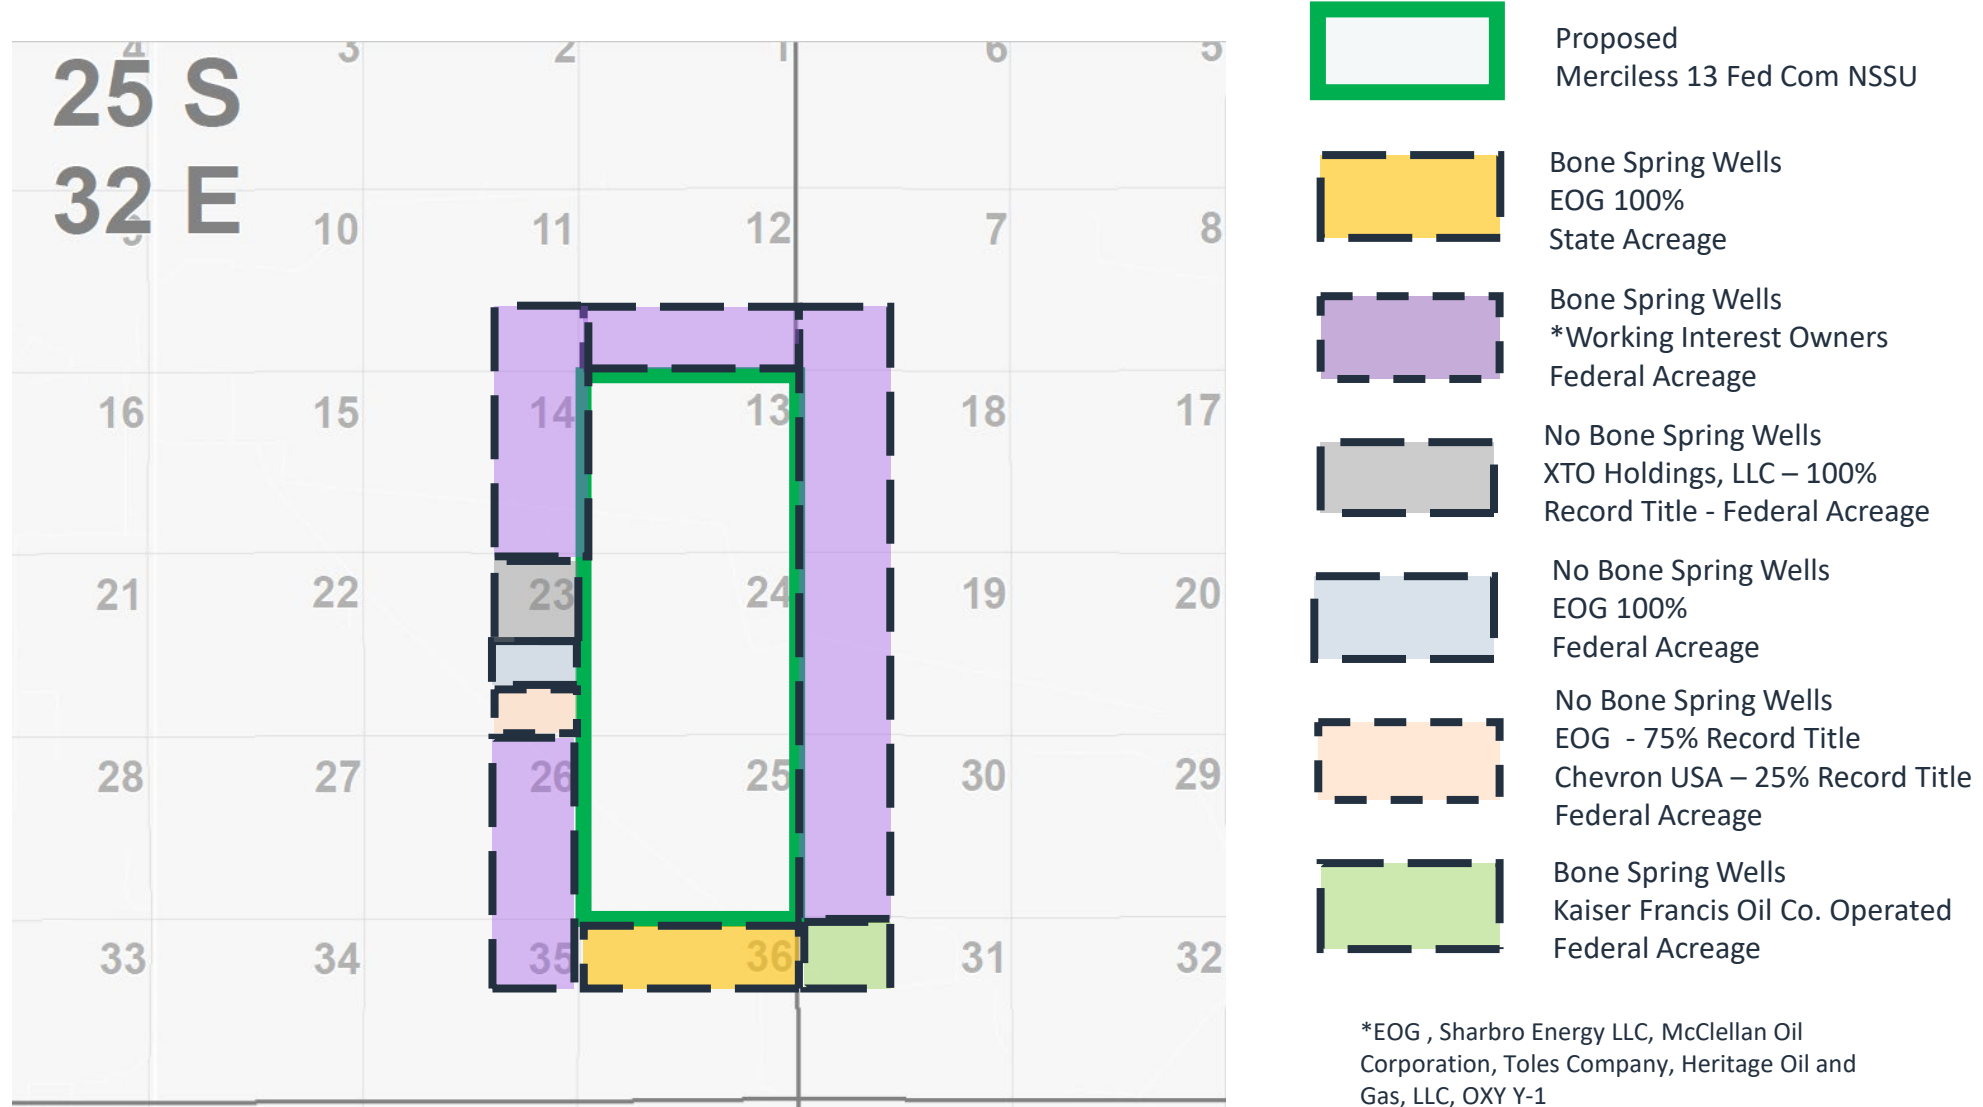 4 3 2 1 6 5
25 S
32 E
9 10 11 12 7 8
16 15 14 13 18 17
21 22 23 24 19 20
28 27 26 25 30 29
33 34 35 36 31 32
Proposed
Merciless 13 Fed Com NSSU
Bone Spring Wells
EOG 100%
State Acreage
Bone Spring Wells
*Working Interest Owners
Federal Acreage
No Bone Spring Wells
XTO Holdings, LLC – 100%
Record Title - Federal Acreage
No Bone Spring Wells
EOG 100%
Federal Acreage
No Bone Spring Wells
EOG  - 75% Record Title
Chevron USA – 25% Record Title
Federal Acreage
Bone Spring Wells
Kaiser Francis Oil Co. Operated
Federal Acreage
*EOG , Sharbro Energy LLC, McClellan Oil
Corporation, Toles Company, Heritage Oil and
Gas, LLC, OXY Y-1